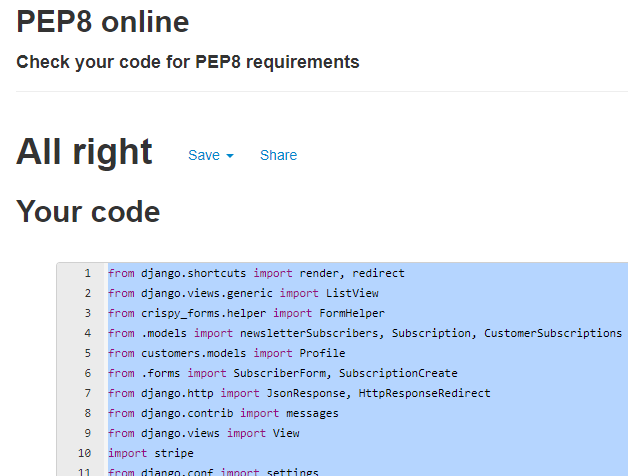 PEP8 online
Check your code for PEP8 requirements
All right Save Share
Your code
1 from django.shortcuts import render, redirect
2 from django.views.generic import ListView
3 from crispy_forms.helper import FormHelper
4 from .models import newsletterSubscribers, Subscription, CustomerSubscriptions
5 from customers.models import Profile
6 from .forms import SubscriberForm, SubscriptionCreate
7 from django.http import JsonResponse, HttpResponseRedirect
8 from django.contrib import messages
9 from django.views import View
10 import stripe
11 from django.conf import settings